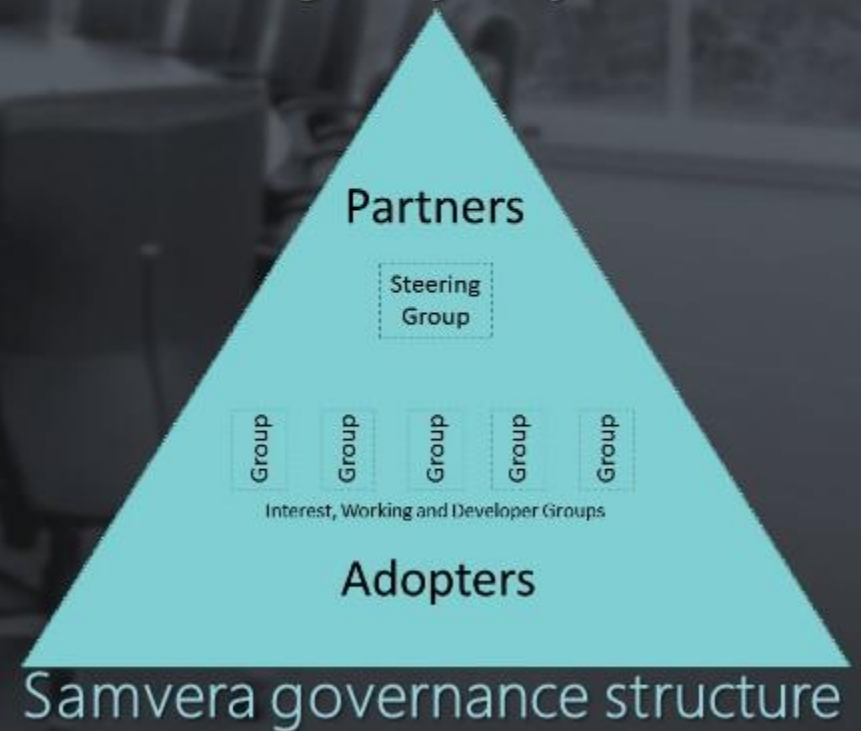 Partners
Steering
Group
Group Group Group Group Group
Interest, Working and Developer Groups
Adopters
Samvera governance structure